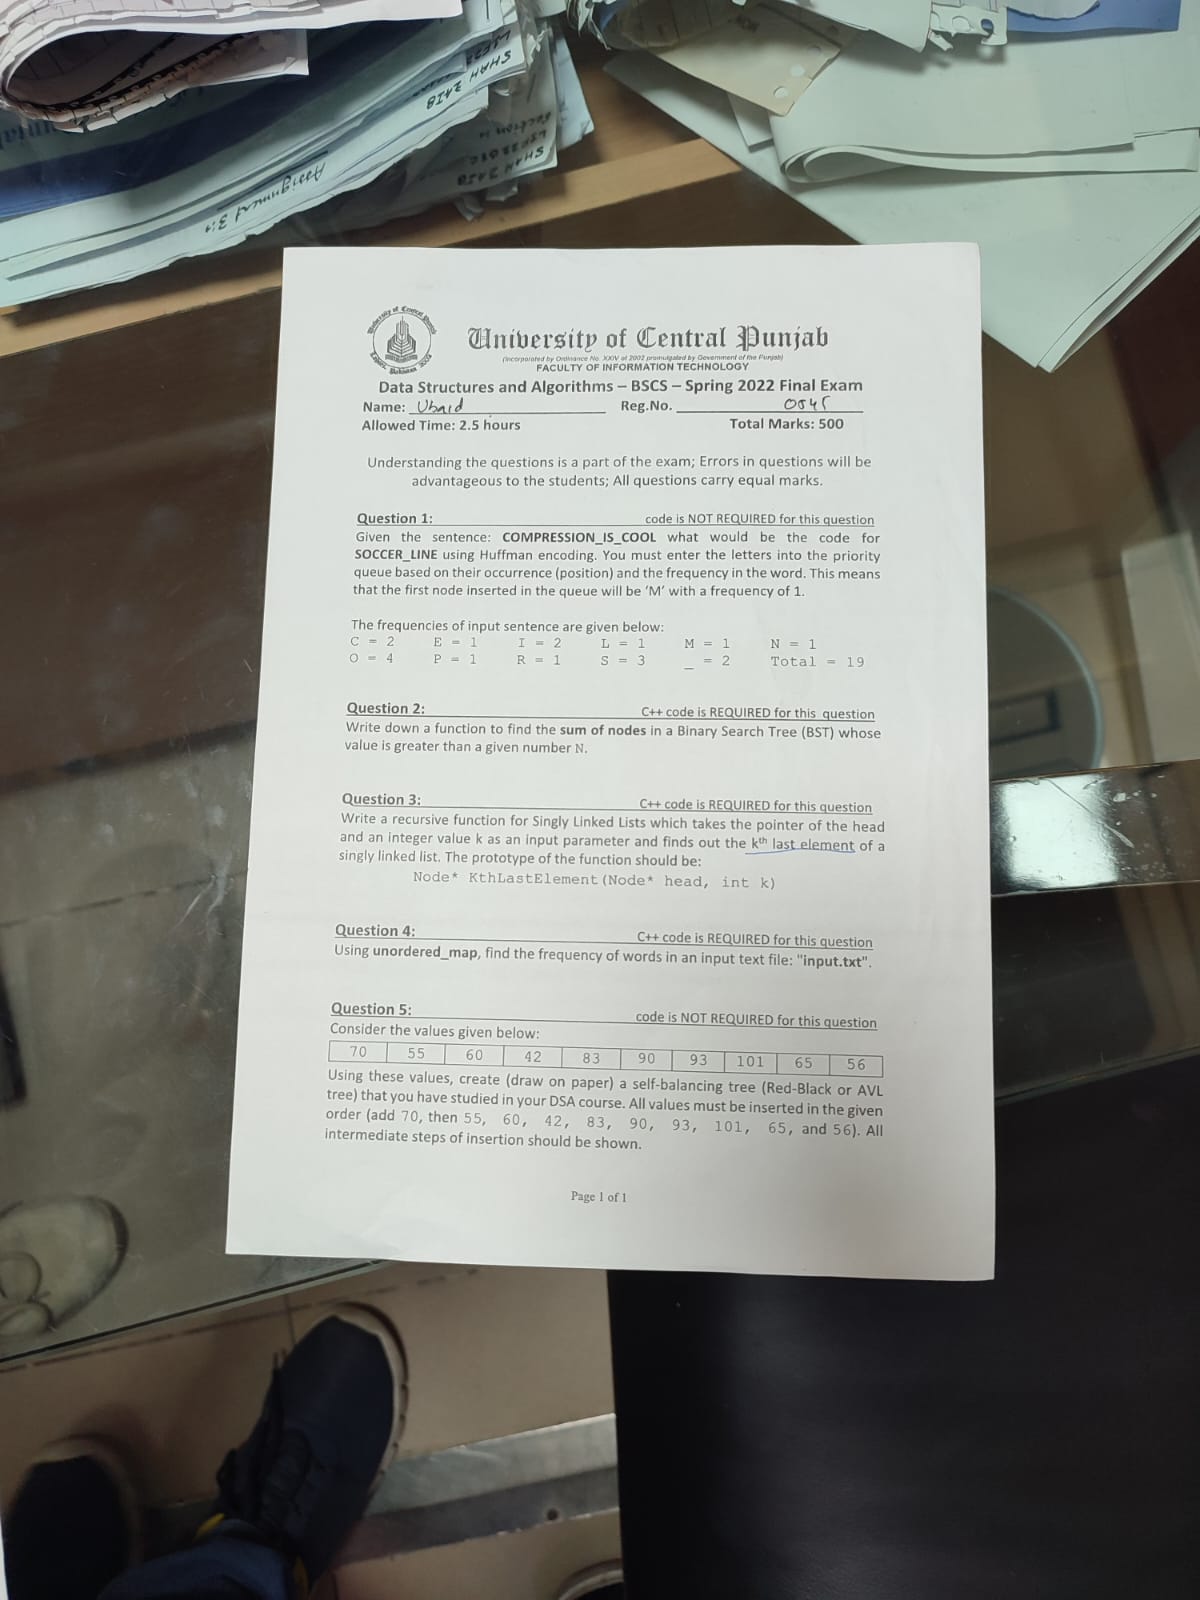 SHAH ZAIB
SHAH ZAIB
Assignment 3:
University of Central Punjab
(Incorporated by Ordinance No. XXIV of 2002 promulgated by Government of the Punjab)
FACULTY OF INFORMATION TECHNOLOGY
Data Structures and Algorithms – BSCS – Spring 2022 Final Exam
Name: Ubaid Reg.No. 0045
Allowed Time: 2.5 hours Total Marks: 500
Understanding the questions is a part of the exam; Errors in questions will be
advantageous to the students; All questions carry equal marks.
Question 1: code is NOT REQUIRED for this question
Given the sentence: COMPRESSION_IS_COOL what would be the code for
SOCCER_LINE using Huffman encoding. You must enter the letters into the priority
queue based on their occurrence (position) and the frequency in the word. This means
that the first node inserted in the queue will be ‘M’ with a frequency of 1.
The frequencies of input sentence are given below:
C = 2 E = 1 I = 2 L = 1 M = 1 N = 1
O = 4 P = 1 R = 1 S = 3 _ = 2 Total = 19
Question 2: C++ code is REQUIRED for this question
Write down a function to find the sum of nodes in a Binary Search Tree (BST) whose
value is greater than a given number N.
Question 3: C++ code is REQUIRED for this question
Write a recursive function for Singly Linked Lists which takes the pointer of the head
and an integer value k as an input parameter and finds out the kth last element of a
singly linked list. The prototype of the function should be:
Node* KthLastElement(Node* head, int k)
Question 4: C++ code is REQUIRED for this question
Using unordered_map, find the frequency of words in an input text file: "input.txt".
Question 5: code is NOT REQUIRED for this question
Consider the values given below:
70 55 60 42 83 90 93 101 65 56
Using these values, create (draw on paper) a self-balancing tree (Red-Black or AVL
tree) that you have studied in your DSA course. All values must be inserted in the given
order (add 70, then 55, 60, 42, 83, 90, 93, 101, 65, and 56). All
intermediate steps of insertion should be shown.
Page 1 of 1